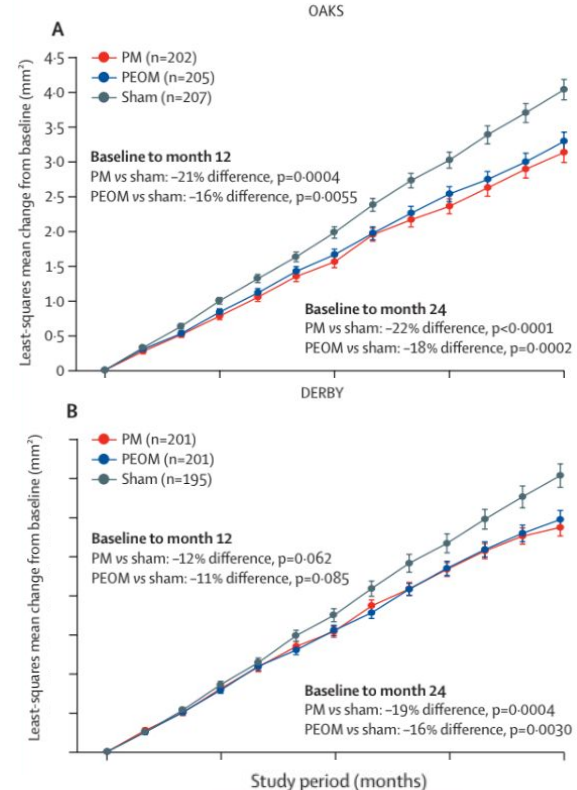 OAKS
A
PM (n=202)
PEOM (n=205)
Sham (n=207)
4·5
4·0
3·5
3·0
2·5
2·0
1·5
1·0
0·5
0
Least-squares mean change from baseline (mm²)
Baseline to month 12
PM vs sham: –21% difference, p=0·0004
PEOM vs sham: –16% difference, p=0·0055
Baseline to month 24
PM vs sham: –22% difference, p<0·0001
PEOM vs sham: –18% difference, p=0·0002
DERBY
B
PM (n=201)
PEOM (n=201)
Sham (n=195)
Least-squares mean change from baseline (mm²)
Baseline to month 12
PM vs sham: –12% difference, p=0·062
PEOM vs sham: –11% difference, p=0·085
Baseline to month 24
PM vs sham: –19% difference, p=0·0004
PEOM vs sham: –16% difference, p=0·0030
Study period (months)